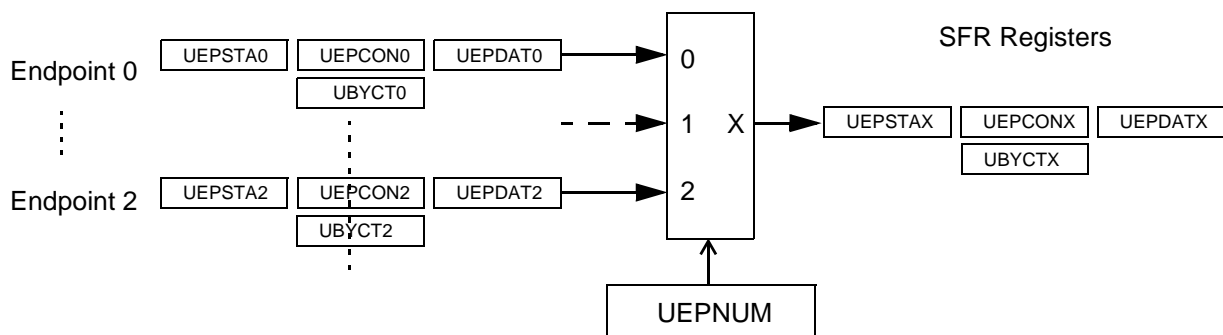 SFR Registers
Endpoint 0
UEPSTA0 UEPCON0 UEPDAT0
UBYCT0
0
1 X
2
UEPSTAX UEPCONX UEPDATX
UBYCTX
Endpoint 2
UEPSTA2 UEPCON2 UEPDAT2
UBYCT2
UEPNUM